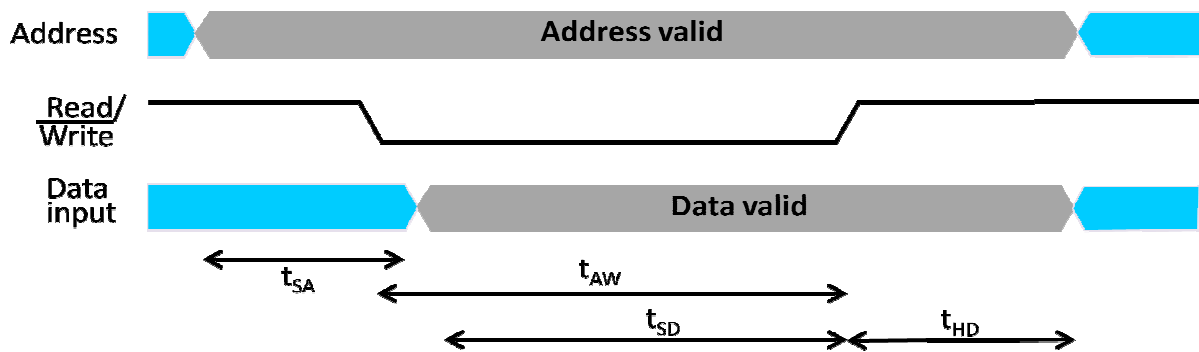 Address
Address valid
Read/
Write
Data
input
Data valid
tSA
tAW
tSD
tHD